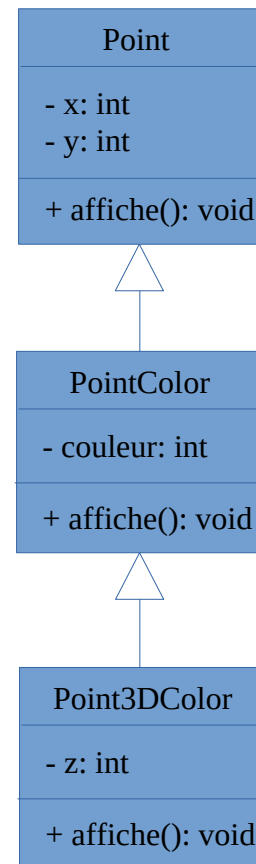 Point
- x: int
- y: int
+ affiche(): void
PointColor
- couleur: int
+ affiche(): void
Point3DColor
- z: int
+ affiche(): void